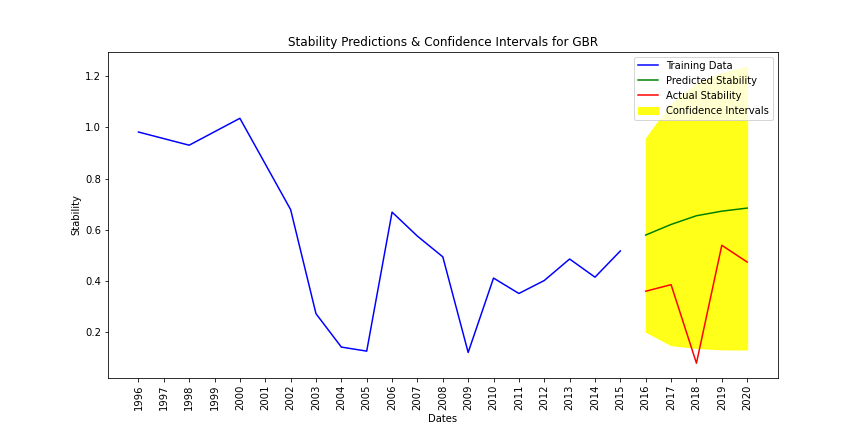 Stability Predictions & Confidence Intervals for GBR
Training Data
Predicted Stability
Actual Stability
Confidence Intervals
1.2
1.0
0.8
0.6
0.4
0.2
Stability
1996 1997 1998 1999 2000 2001 2002 2003 2004 2005 2006 2007 2008 2009 2010 2011 2012 2013 2014 2015 2016 2017 2018 2019 2020
Dates